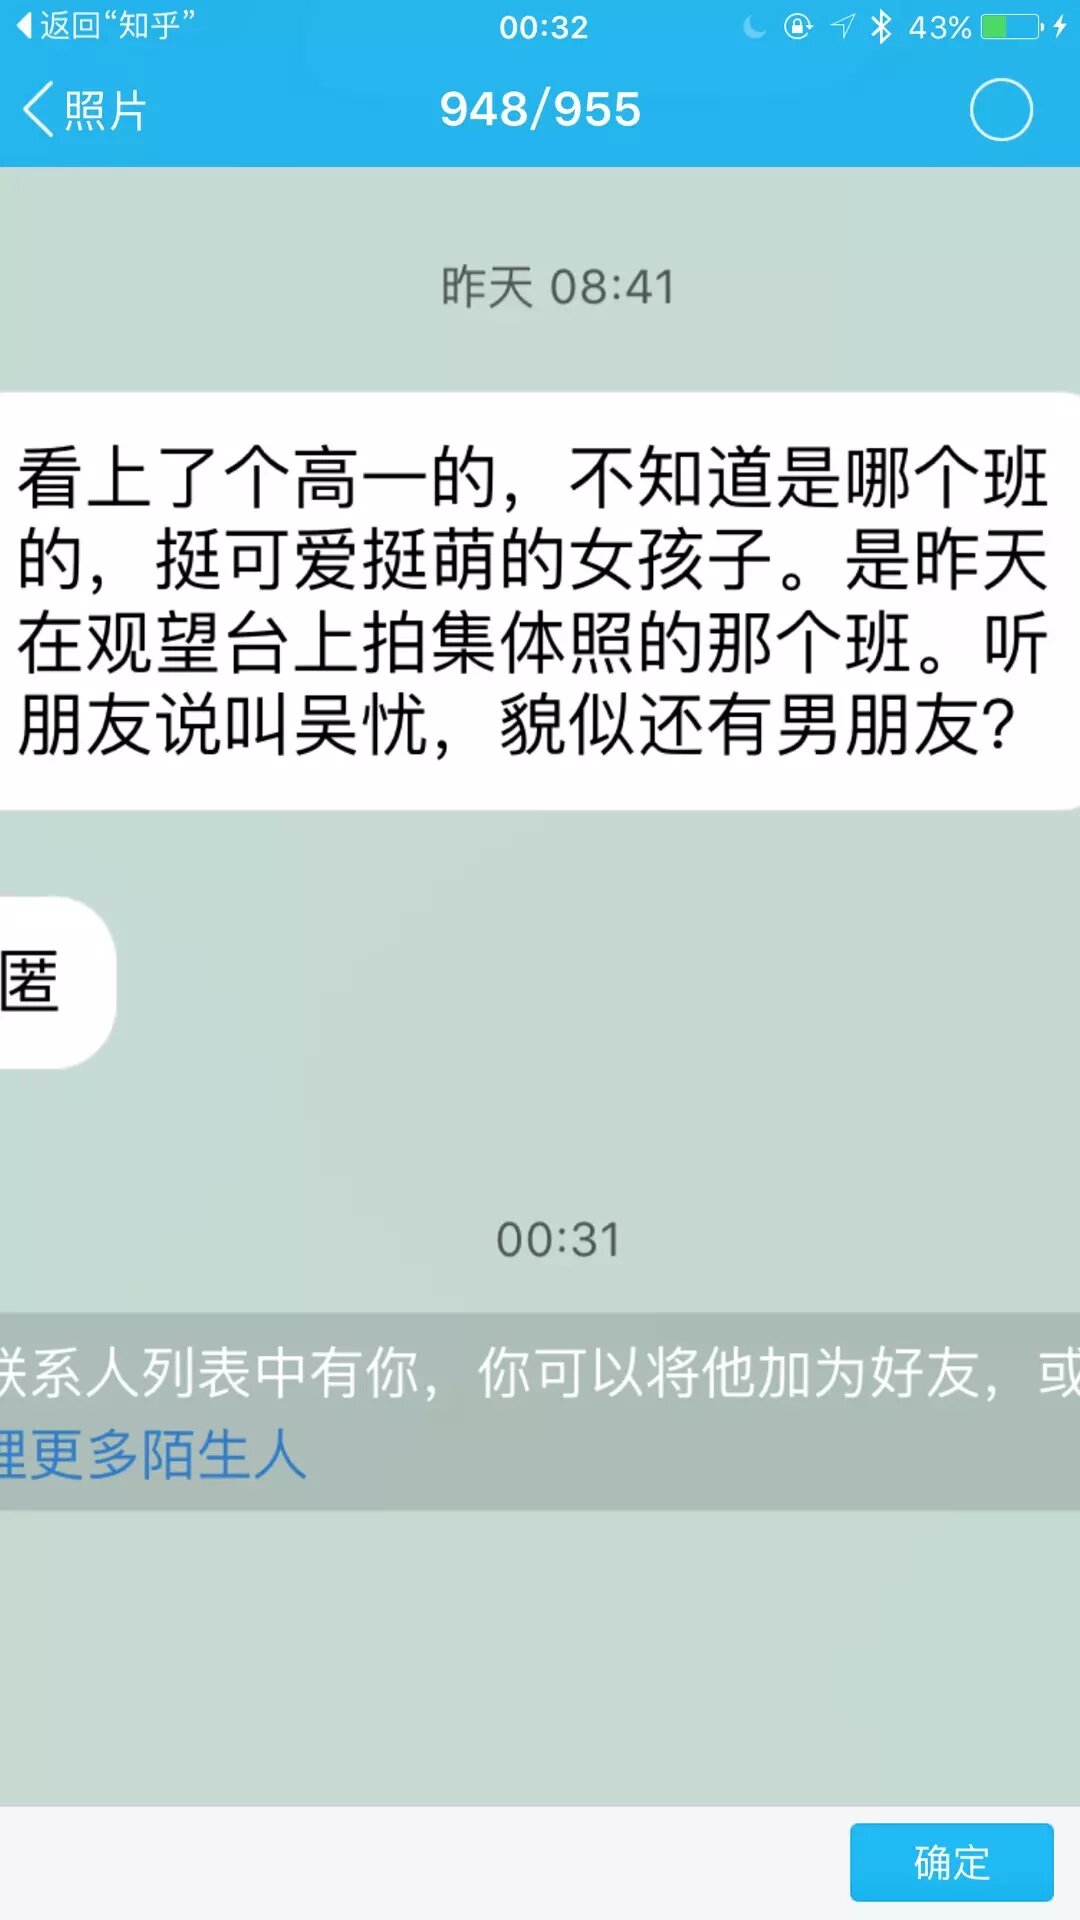 返回“知乎”
00:32
43%
照片
948/955
昨天 08:41
看上了个高一的，不知道是哪个班
的，挺可爱挺萌的女孩子。是昨天
在观望台上拍集体照的那个班。听
朋友说叫吴忧，貌似还有男朋友？
匿
00:31
联系人列表中有你，你可以将他加为好友，或
理更多陌生人
确定